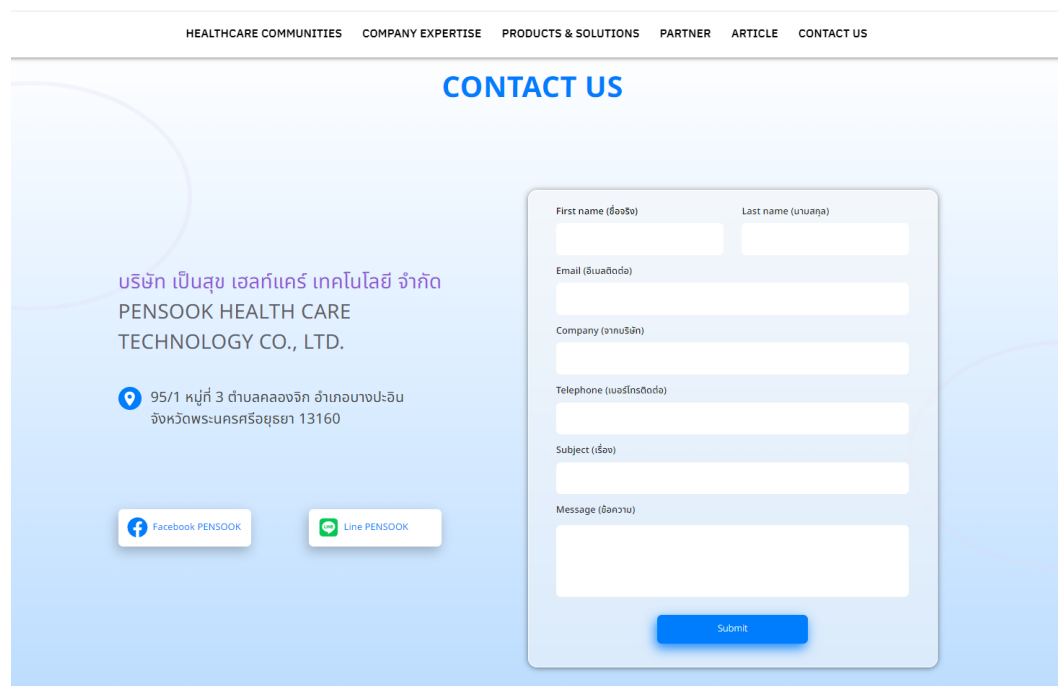 HEALTHCARE COMMUNITIES COMPANY EXPERTISE PRODUCTS & SOLUTIONS PARTNER ARTICLE CONTACT US
CONTACT US
บริษัท เป็นสุข เฮลท์แคร์ เทคโนโลยี จำกัด
PENSOOK HEALTH CARE
TECHNOLOGY CO., LTD.
95/1 หมู่ที่ 3 ตำบลคลองจิก อำเภอบางปะอิน
จังหวัดพระนครศรีอยุธยา 13160
Facebook PENSOOK
LINE
Line PENSOOK
First name (ชื่อจริง)
Last name (นามสกุล)
Email (อีเมลติดต่อ)
Company (จากบริษัท)
Telephone (เบอร์โทรติดต่อ)
Subject (เรื่อง)
Message (ข้อความ)
Submit